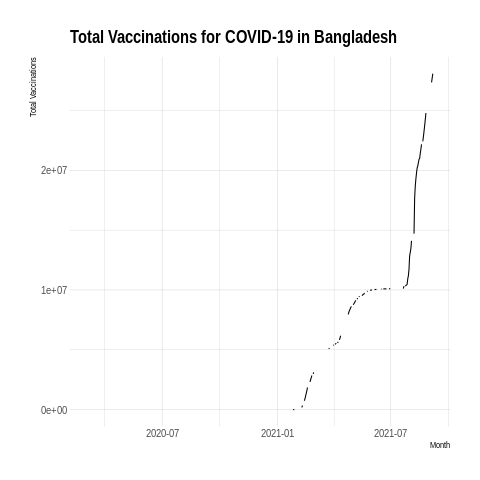 Total Vaccinations for COVID-19 in Bangladesh
Total Vaccinations
2e+07
1e+07
0e+00
2020-07
2021-01
2021-07
Month